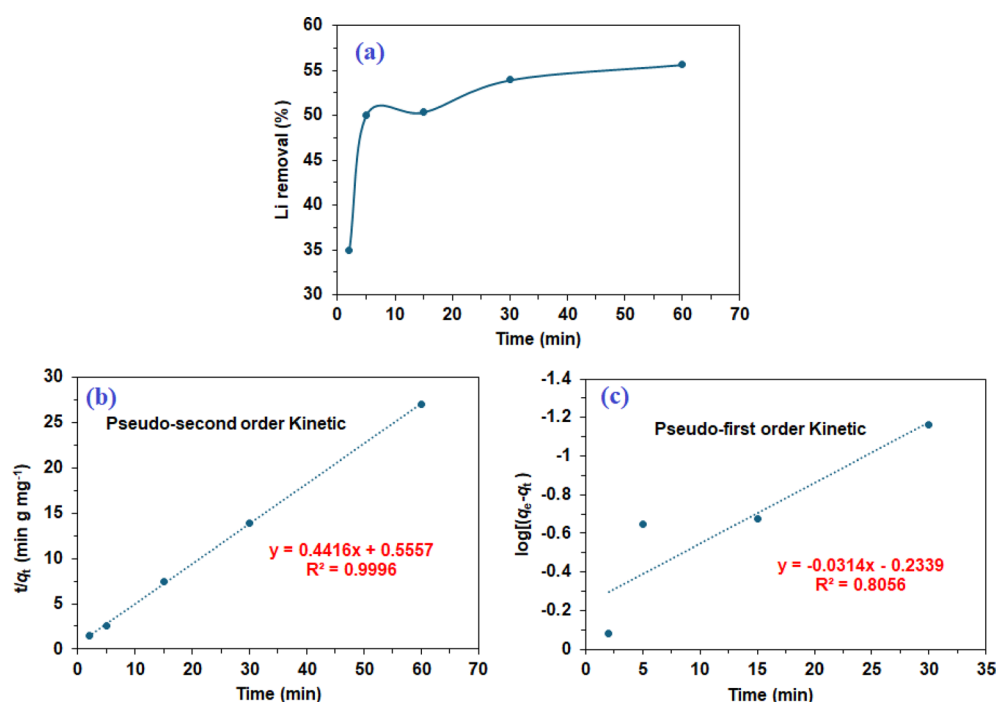 (a)
60
55
50
45
40
35
30
Li removal (%)
0 10 20 30 40 50 60 70
Time (min)
(b)
Pseudo-second order Kinetic
30
25
20
15
10
5
0
t/qt (min g mg⁻¹)
y = 0.4416x + 0.5557
R² = 0.9996
0 10 20 30 40 50 60 70
Time (min)
(c)
Pseudo-first order Kinetic
-1.4
-1.2
-1
-0.8
-0.6
-0.4
-0.2
0
log[(qe-qt)
y = -0.0314x - 0.2339
R² = 0.8056
0 5 10 15 20 25 30 35
Time (min)